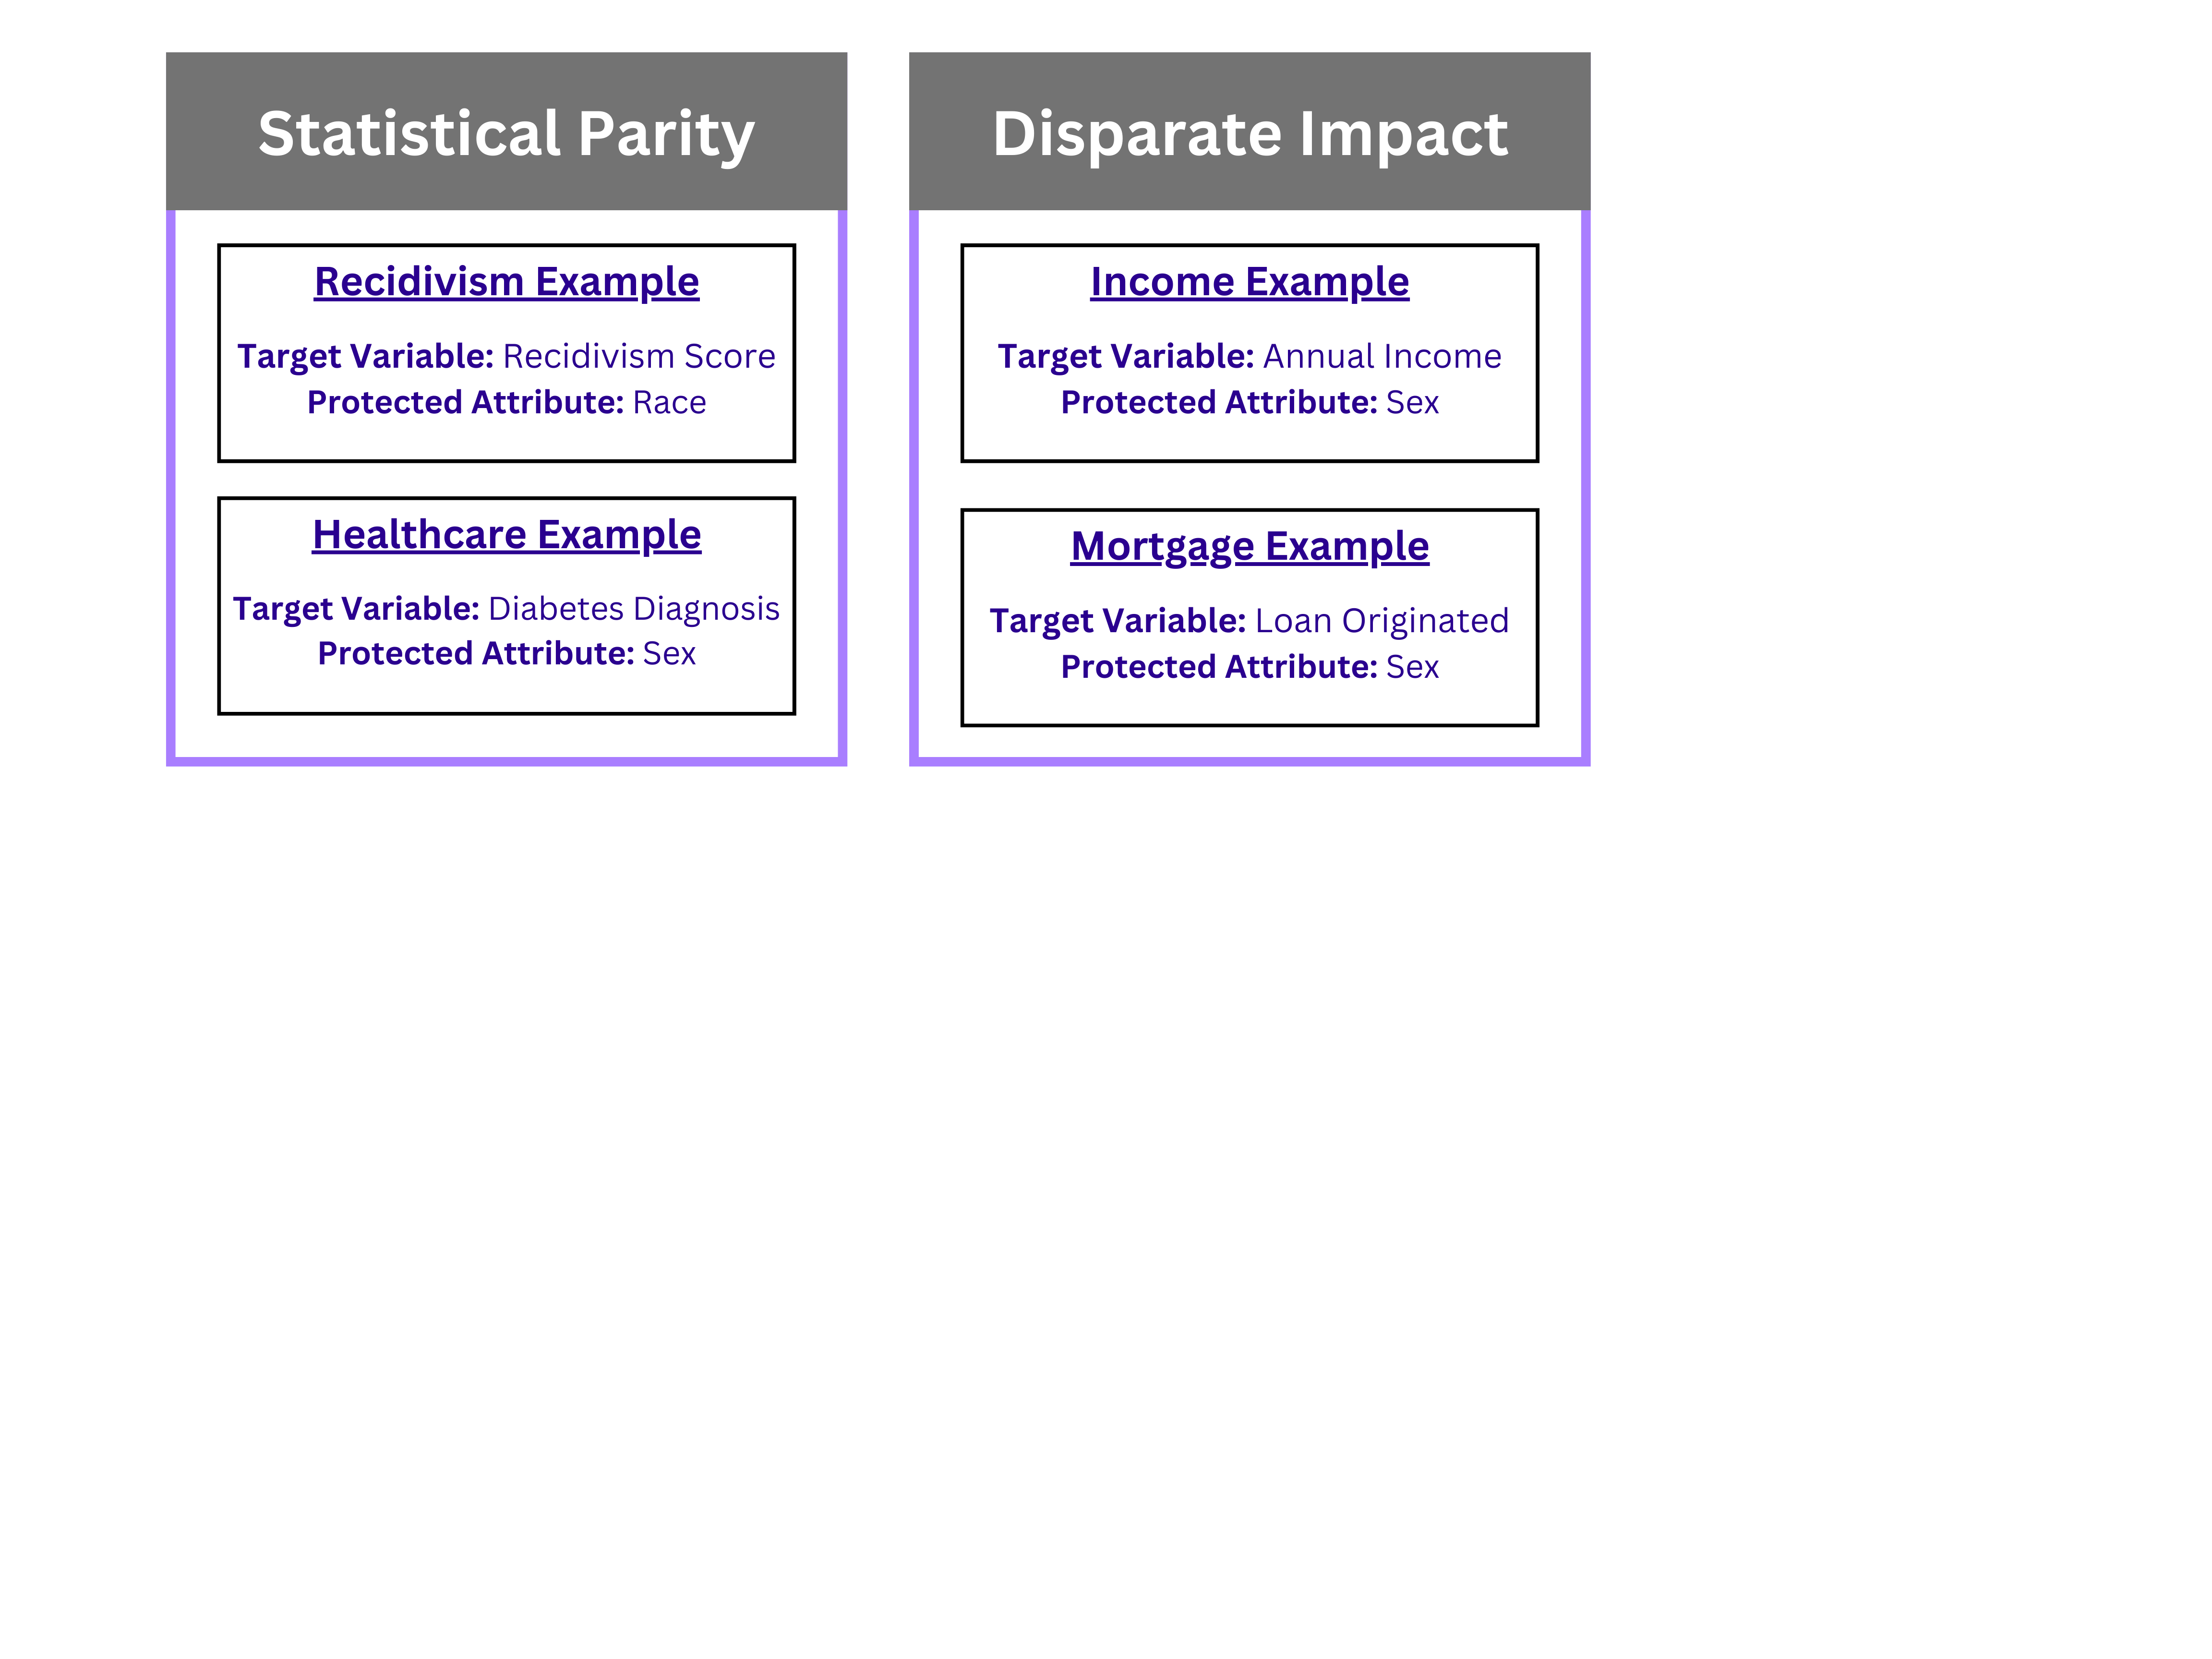 Statistical Parity
Recidivism Example
Target Variable: Recidivism Score
Protected Attribute: Race
Healthcare Example
Target Variable: Diabetes Diagnosis
Protected Attribute: Sex
Disparate Impact
Income Example
Target Variable: Annual Income
Protected Attribute: Sex
Mortgage Example
Target Variable: Loan Originated
Protected Attribute: Sex